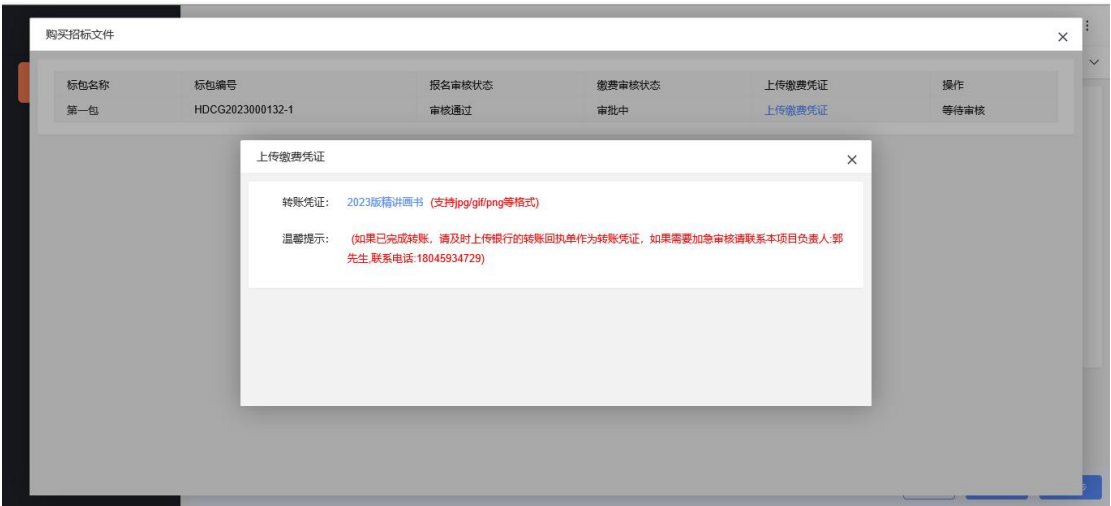 购买招标文件
标包名称 标包编号 报名审核状态 缴费审核状态 上传缴费凭证 操作
第一包 HDCG2023000132-1 审核通过 审批中 上传缴费凭证 等待审核
上传缴费凭证
转账凭证： 2023版精讲画书 (支持jpg/gif/png等格式)
温馨提示： (如果已完成转账，请及时上传银行的转账回执单作为转账凭证，如果需要加急审核请联系本项目负责人:郭
先生,联系电话:18045934729)